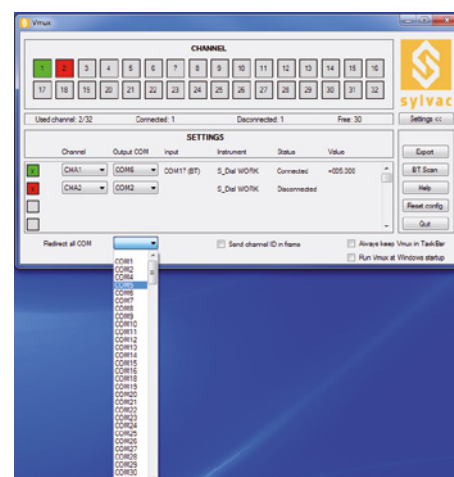 Vmux
CHANNEL
1 2 3 4 5 6 7 8 9 10 11 12 13 14 15 16
17 18 19 20 21 22 23 24 25 26 27 28 29 30 31 32
sylvac
Used channel: 2/32 Connected: 1 Disconnected: 1 Free: 30 Settings <<
SETTINGS
Channel Output COM Input Instrument Status Value Export
CHA1 COM6 COM17 (BT) S_Dial WORK Connected +005.000 BT Scan
CHA2 COM2 S_Dial WORK Disconnected Help
Reset config
Quit
Redirect all COM Send channel ID in frame Always keep Vmux in TaskBar
Run Vmux at Windows startup
COM1
COM2
COM4
COM5
COM6
COM7
COM8
COM9
COM10
COM11
COM12
COM13
COM14
COM15
COM16
COM18
COM19
COM20
COM21
COM22
COM23
COM24
COM25
COM26
COM27
COM28
COM29
COM30